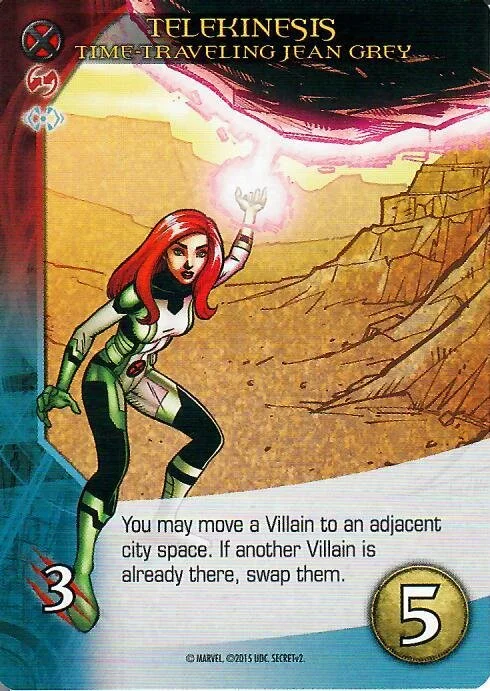 TELEKINESIS
TIME-TRAVELING JEAN GREY
You may move a Villain to an adjacent
city space. If another Villain is
already there, swap them.
3
5
© MARVEL, ©2015 UDC. SECRETv2.